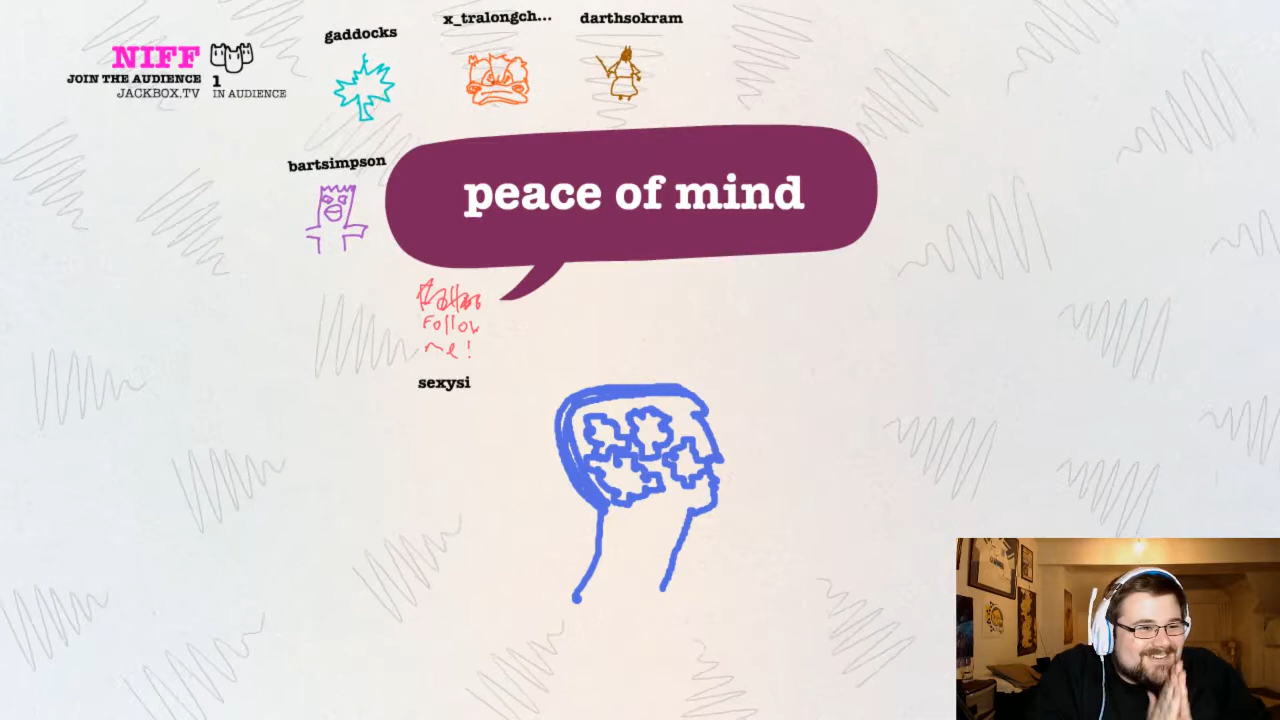 NIFF
JOIN THE AUDIENCE
JACKBOX.TV
1
IN AUDIENCE
gaddocks
x_tralongch...
darthsokram
bartsimpson
peace of mind
Follow
me!
sexysi